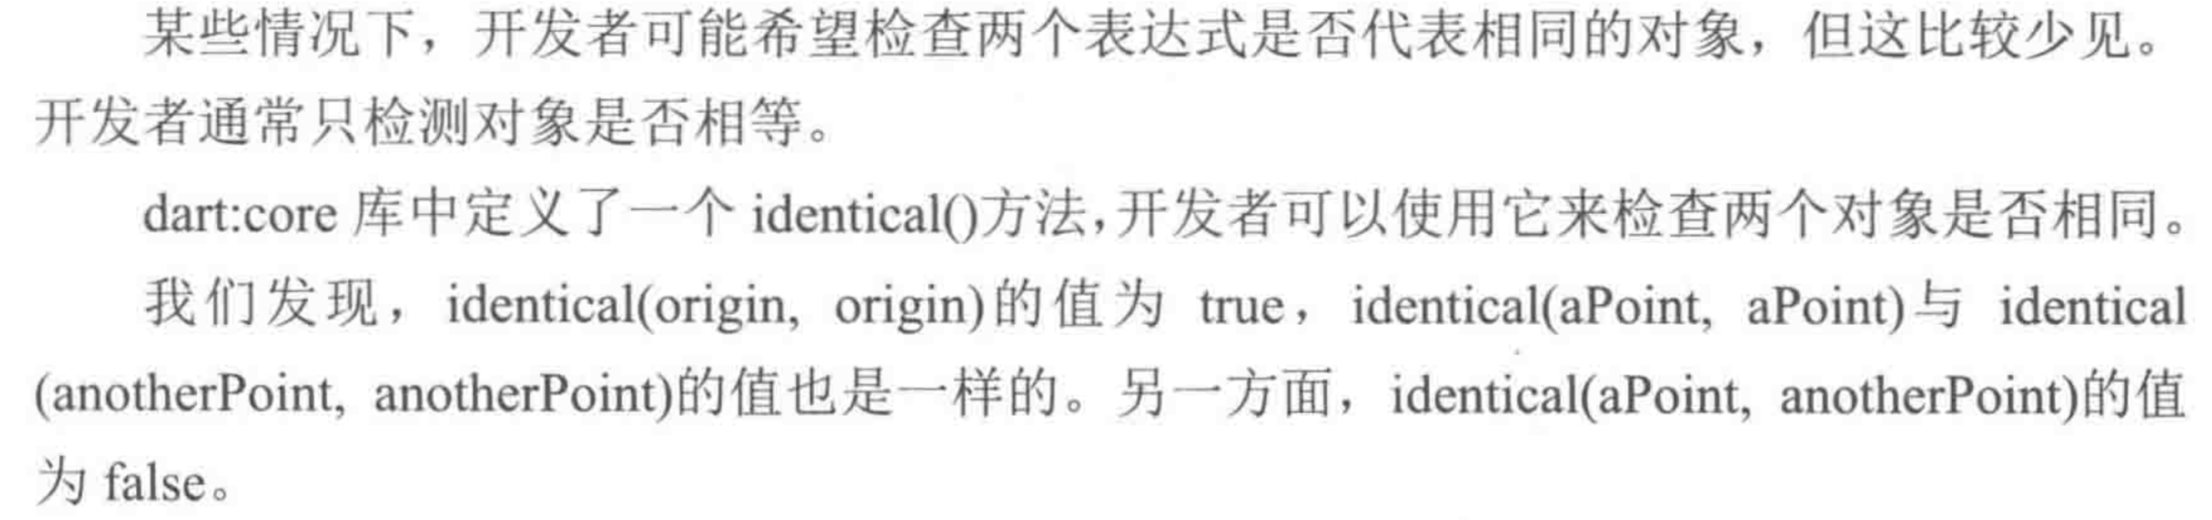 某些情况下，开发者可能希望检查两个表达式是否代表相同的对象，但这比较少见。
开发者通常只检测对象是否相等。
dart:core 库中定义了一个 identical()方法，开发者可以使用它来检查两个对象是否相同。
我们发现，identical(origin, origin)的值为 true，identical(aPoint, aPoint)与 identical
(anotherPoint, anotherPoint)的值也是一样的。另一方面，identical(aPoint, anotherPoint)的值
为 false。